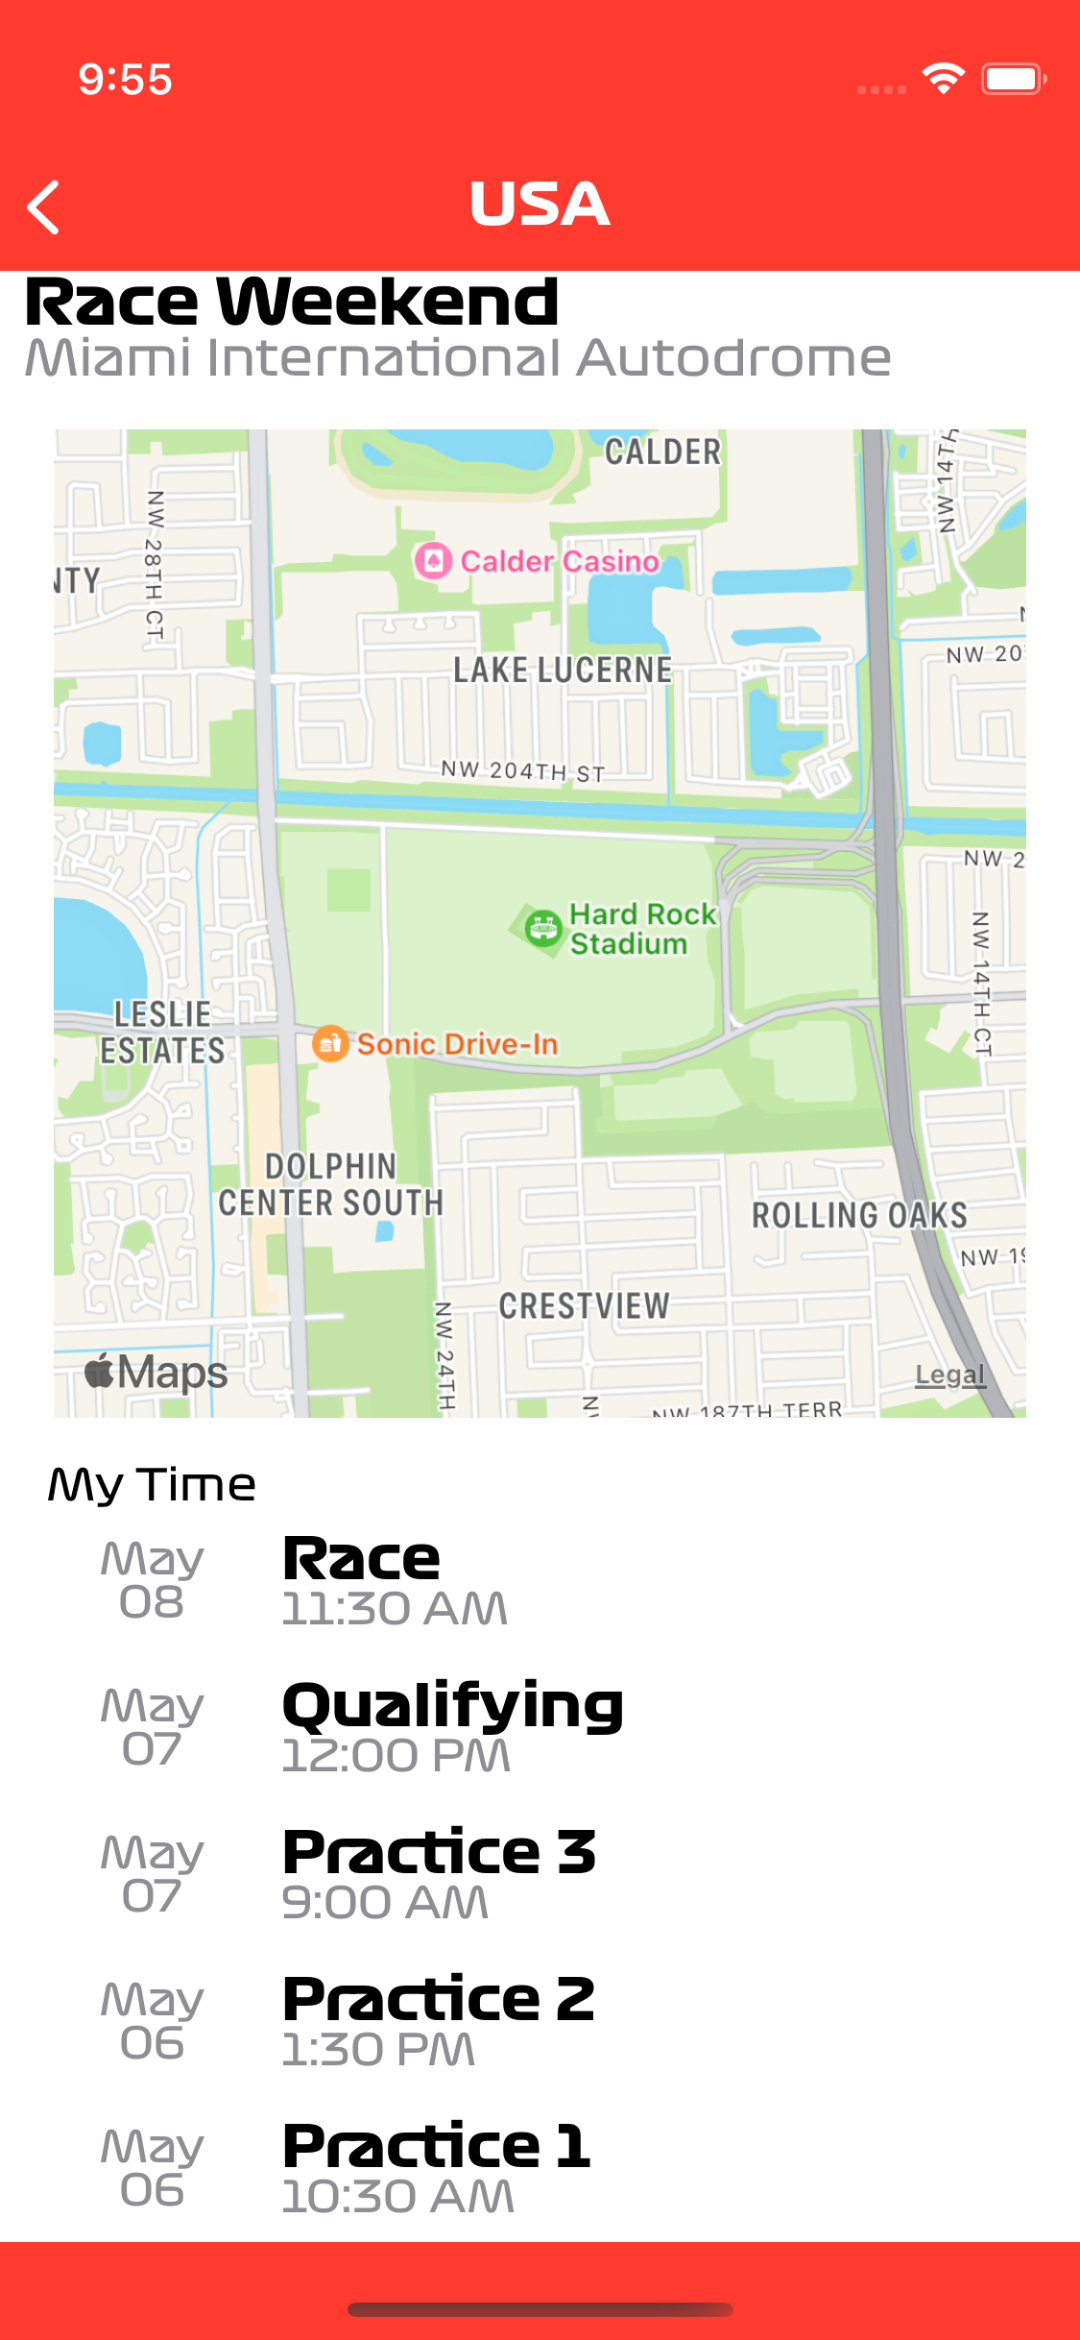 9:55
USA
Race Weekend
Miami International Autodrome
CALDER
NW 14TH
NW 28TH CT
Calder Casino
NTY
LAKE LUCERNE
NW 20
NW 204TH ST
NW 2
Hard Rock
Stadium
NW 14TH CT
LESLIE
ESTATES
Sonic Drive-In
DOLPHIN
CENTER SOUTH
ROLLING OAKS
NW 19
CRESTVIEW
NW 24TH
Maps
Legal
NW 187TH TERR
My Time
May
08
Race
11:30 AM
May
07
Qualifying
12:00 PM
May
07
Practice 3
9:00 AM
May
06
Practice 2
1:30 PM
May
06
Practice 1
10:30 AM